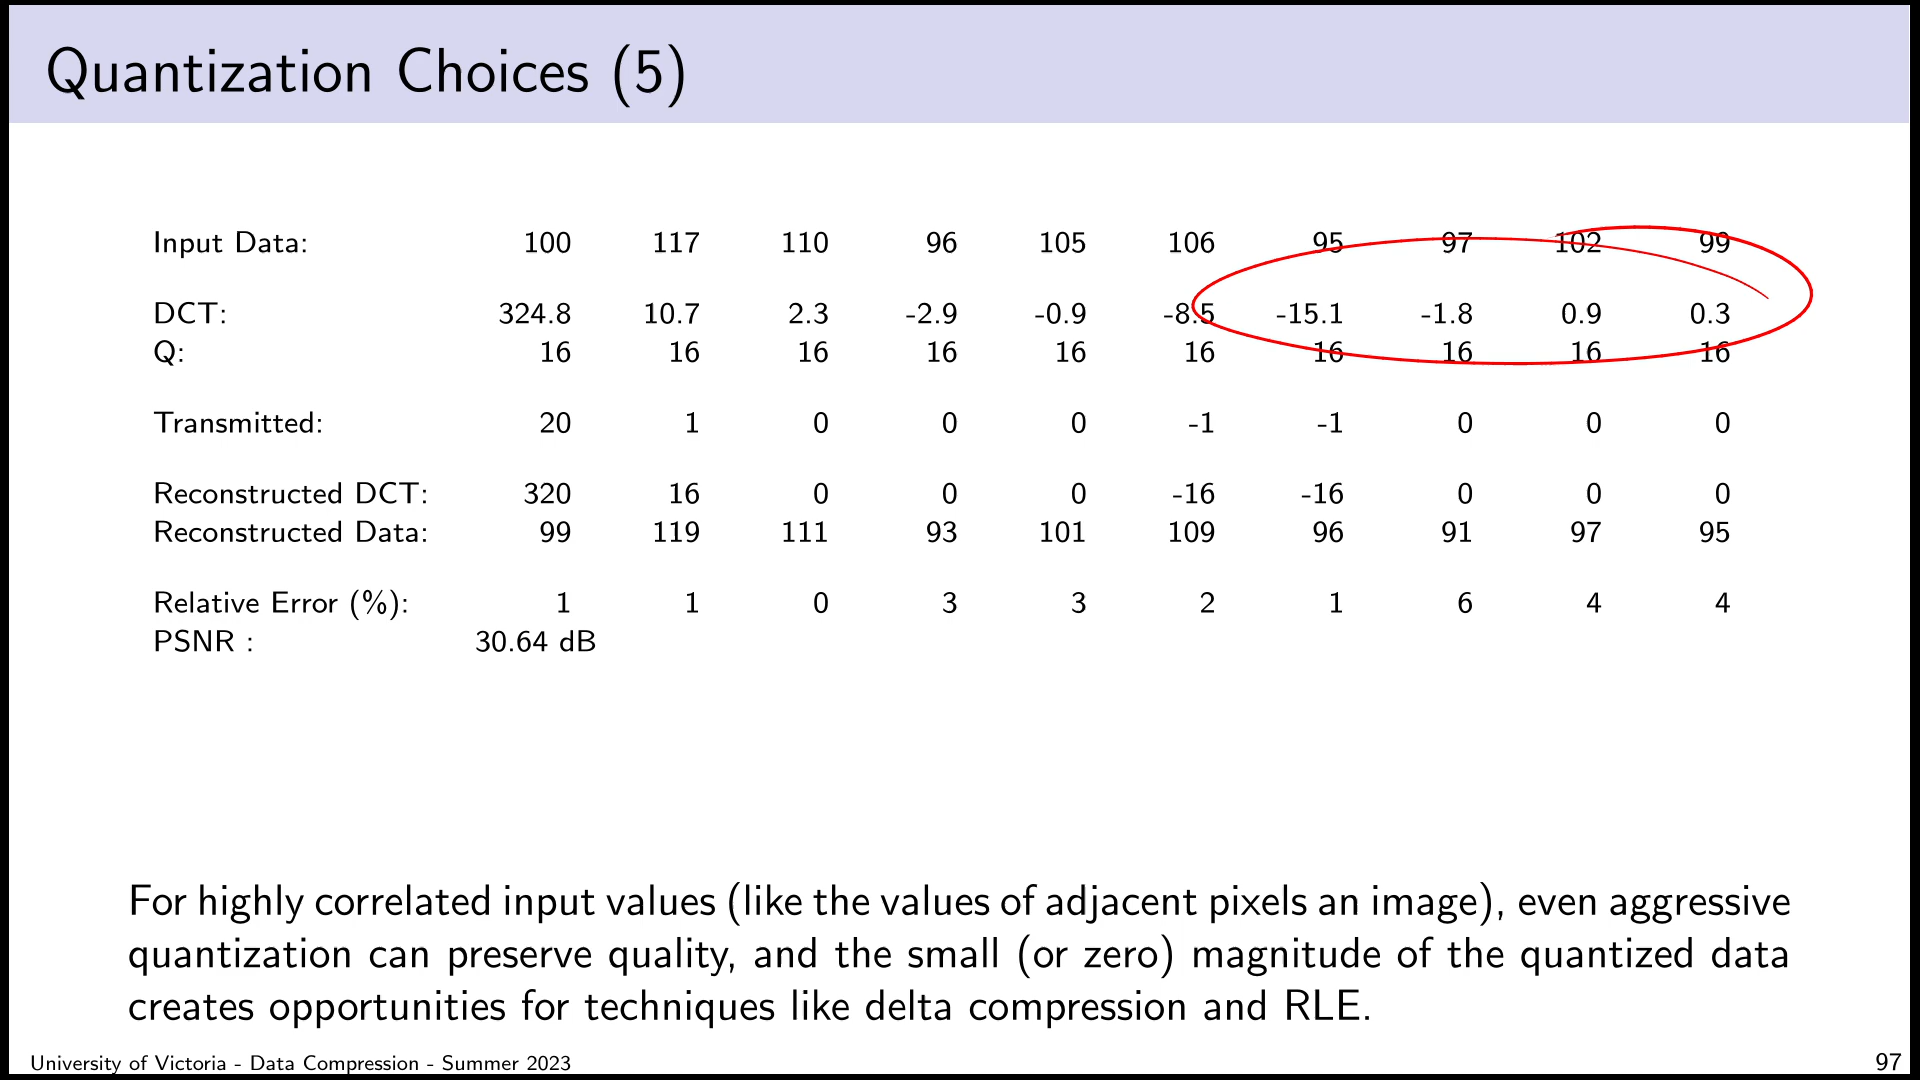 Quantization Choices (5)
Input Data: 100 117 110 96 105 106 95 97 102 99
DCT: 324.8 10.7 2.3 -2.9 -0.9 -8.5 -15.1 -1.8 0.9 0.3
Q: 16 16 16 16 16 16 16 16 16 16
Transmitted: 20 1 0 0 0 -1 -1 0 0 0
Reconstructed DCT: 320 16 0 0 0 -16 -16 0 0 0
Reconstructed Data: 99 119 111 93 101 109 96 91 97 95
Relative Error (%): 1 1 0 3 3 2 1 6 4 4
PSNR : 30.64 dB
For highly correlated input values (like the values of adjacent pixels an image), even aggressive
quantization can preserve quality, and the small (or zero) magnitude of the quantized data
creates opportunities for techniques like delta compression and RLE.
University of Victoria - Data Compression - Summer 2023
97